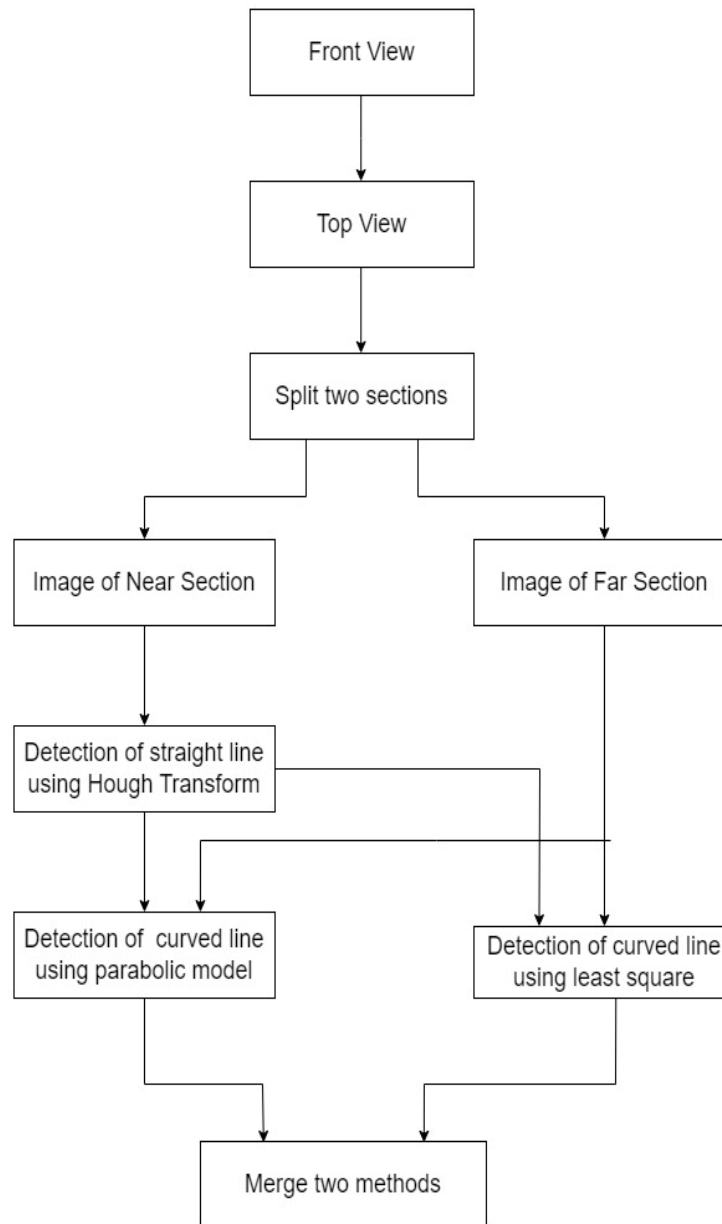 Front View
Top View
Split two sections
Image of Near Section
Image of Far Section
Detection of straight line
using Hough Transform
Detection of  curved line
using parabolic model
Detection of curved line
using least square
Merge two methods